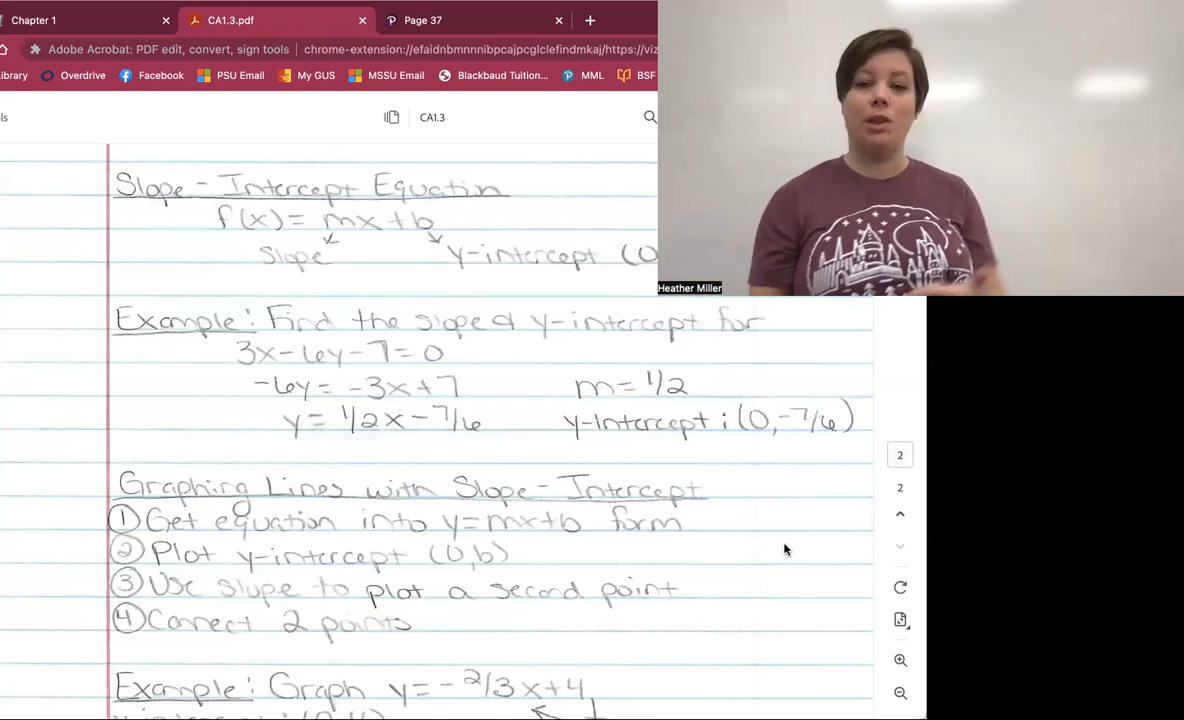 Chapter 1
CA1.3.pdf
Page 37
Adobe Acrobat: PDF edit, convert, sign tools
chrome-extension://efaidnbmnnnibpcajpcglclefindmkaj/https://viz
ibrary
Overdrive
Facebook
PSU Email
My GUS
MSSU Email
Blackbaud Tuition...
MML
BSF
ls
CA1.3
Heather Miller
Slope - Intercept Equation
f(x) = mx + b
Slope
y-intercept (0
Example: Find the slope & y-intercept for
3x - 6y - 7 = 0
-6y = -3x + 7
m = 1/2
y = 1/2x - 7/6
y-intercept : (0, -7/6)
2
2
Graphing Lines with Slope - Intercept
① Get equation into y=mx+b form
② Plot y-intercept (0,b)
③ Use slope to plot a second point
④ Connect 2 points
Example: Graph y = - 2/3 x + 4